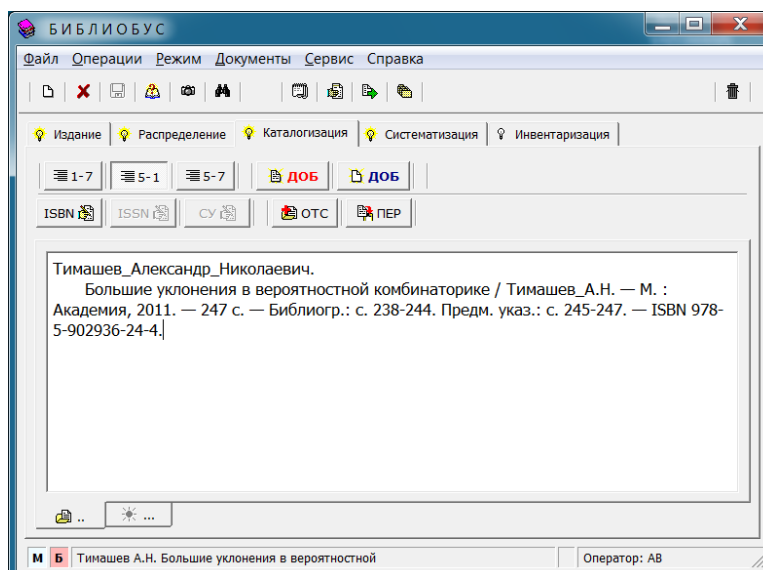 БИБЛИОБУС
Файл Операции Режим Документы Сервис Справка
Издание Распределение Каталогизация Систематизация Инвентаризация
1-7 5-1 5-7 ДОБ ДОБ
ISBN ISSN СУ ОТС ПЕР
Тимашев_Александр_Николаевич.
Большие уклонения в вероятностной комбинаторике / Тимашев_А.Н. — М. :
Академия, 2011. — 247 с. — Библиогр.: с. 238-244. Предм. указ.: с. 245-247. — ISBN 978-
5-902936-24-4.
.. ...
М Б Тимашев А.Н. Большие уклонения в вероятностной Оператор: АВ